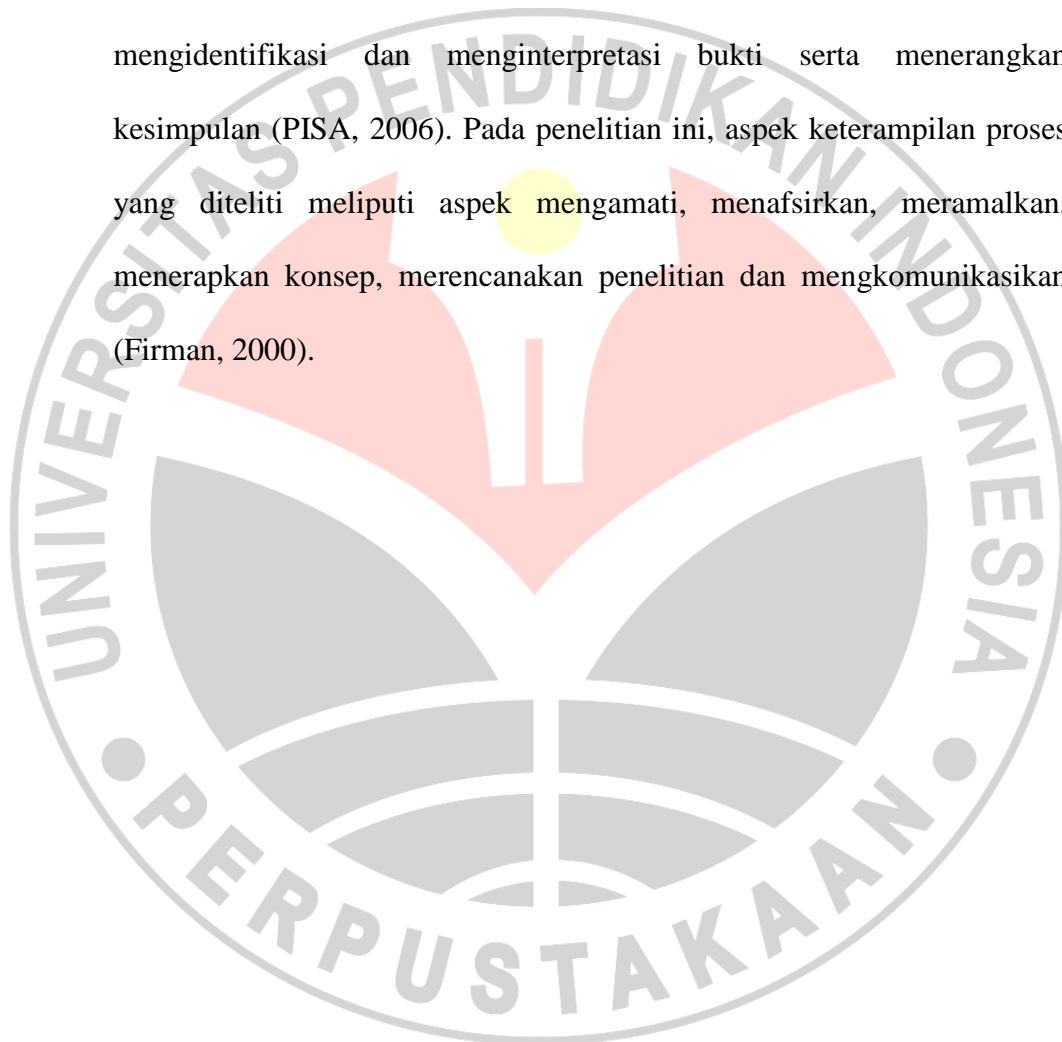 mengidentifikasi dan menginterpretasi bukti serta menerangkan
kesimpulan (PISA, 2006). Pada penelitian ini, aspek keterampilan proses
yang diteliti meliputi aspek mengamati, menafsirkan, meramalkan,
menerapkan konsep, merencanakan penelitian dan mengkomunikasikan
(Firman, 2000).
UNIVERSITAS PENDIDIKAN INDONESIA
PERPUSTAKAAN